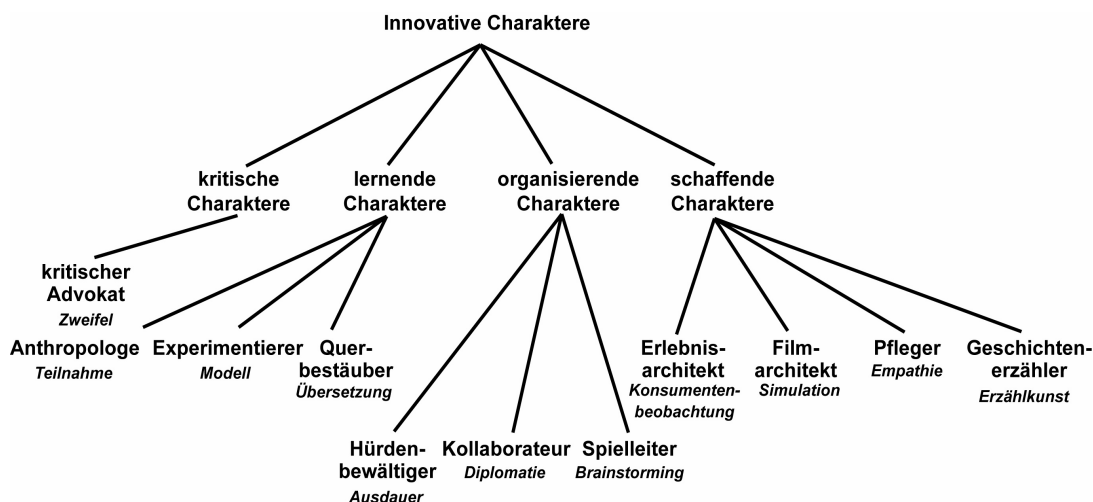 Innovative Charaktere
kritische
Charaktere
lernende
Charaktere
organisierende
Charaktere
schaffende
Charaktere
kritischer
Advokat
Zweifel
Anthropologe
Teilnahme
Experimentierer
Modell
Quer-
bestäuber
Übersetzung
Hürden-
bewältiger
Ausdauer
Kollaborateur
Diplomatie
Spielleiter
Brainstorming
Erlebnis-
architekt
Konsumenten-
beobachtung
Film-
architekt
Simulation
Pfleger
Empathie
Geschichten-
erzähler
Erzählkunst